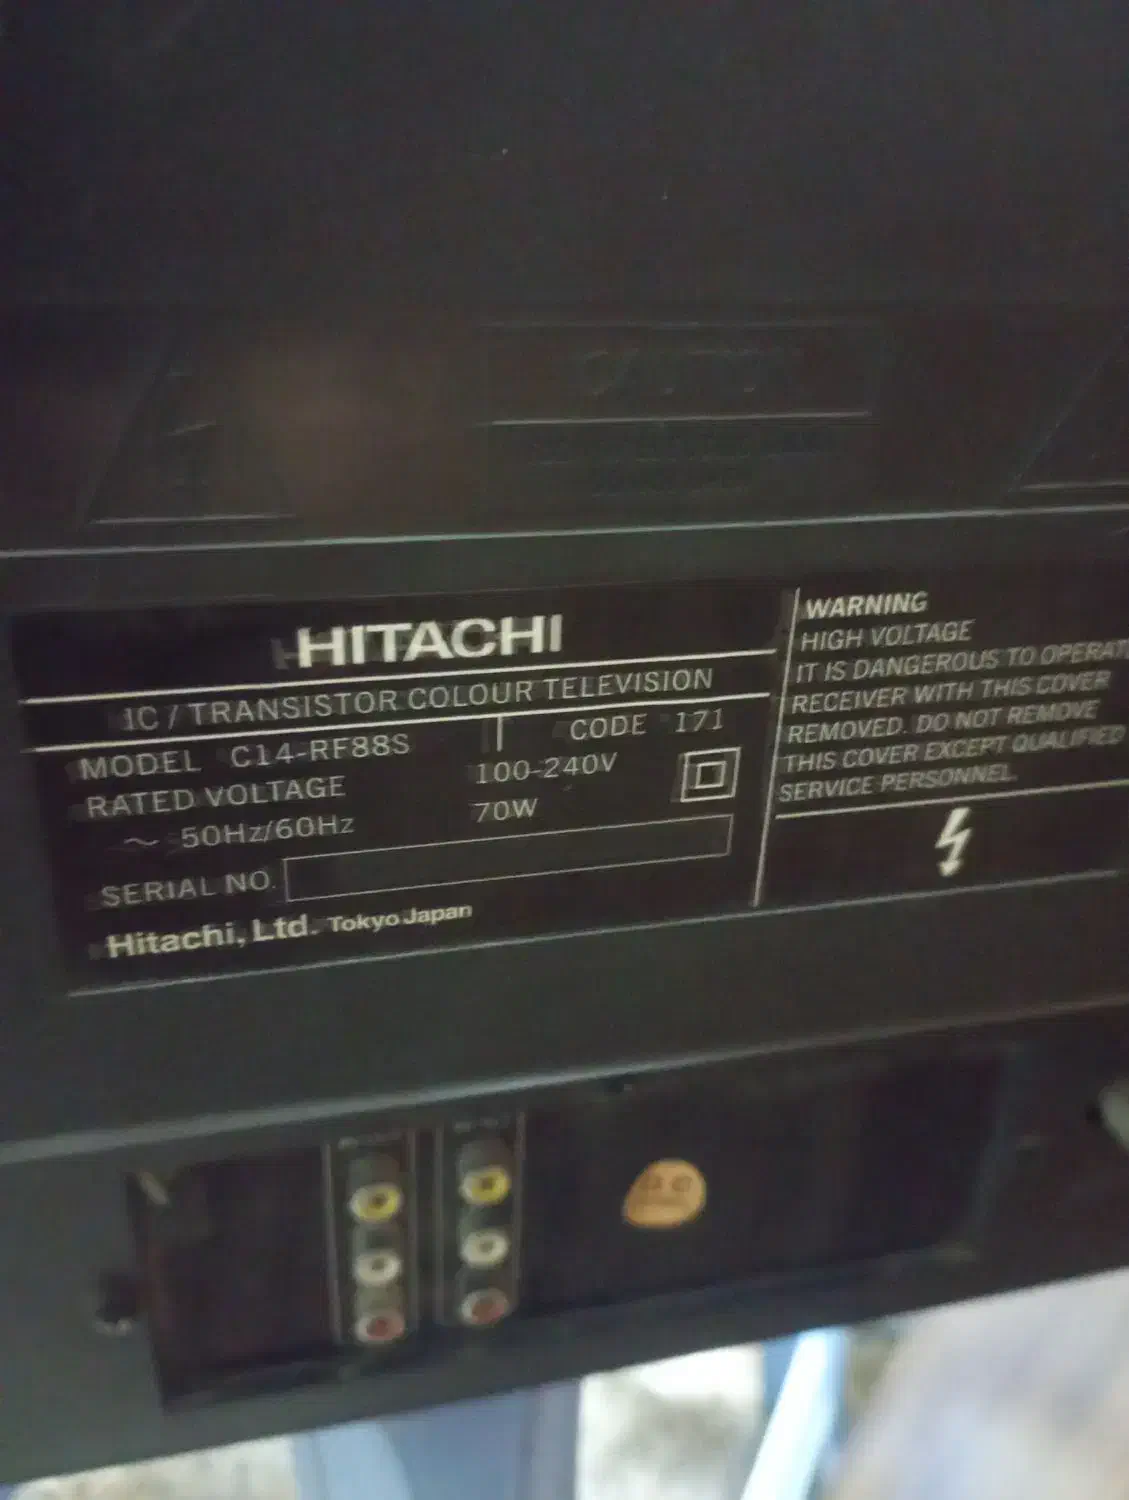 HITACHI
IC / TRANSISTOR COLOUR TELEVISION
MODEL C14-RF88S CODE 171
RATED VOLTAGE 100-240V
~ 50Hz/60Hz 70W
SERIAL NO.
Hitachi, Ltd. Tokyo Japan
WARNING
HIGH VOLTAGE
IT IS DANGEROUS TO OPERAT
RECEIVER WITH THIS COVER
REMOVED. DO NOT REMOVE
THIS COVER EXCEPT QUALIFIED
SERVICE PERSONNEL.